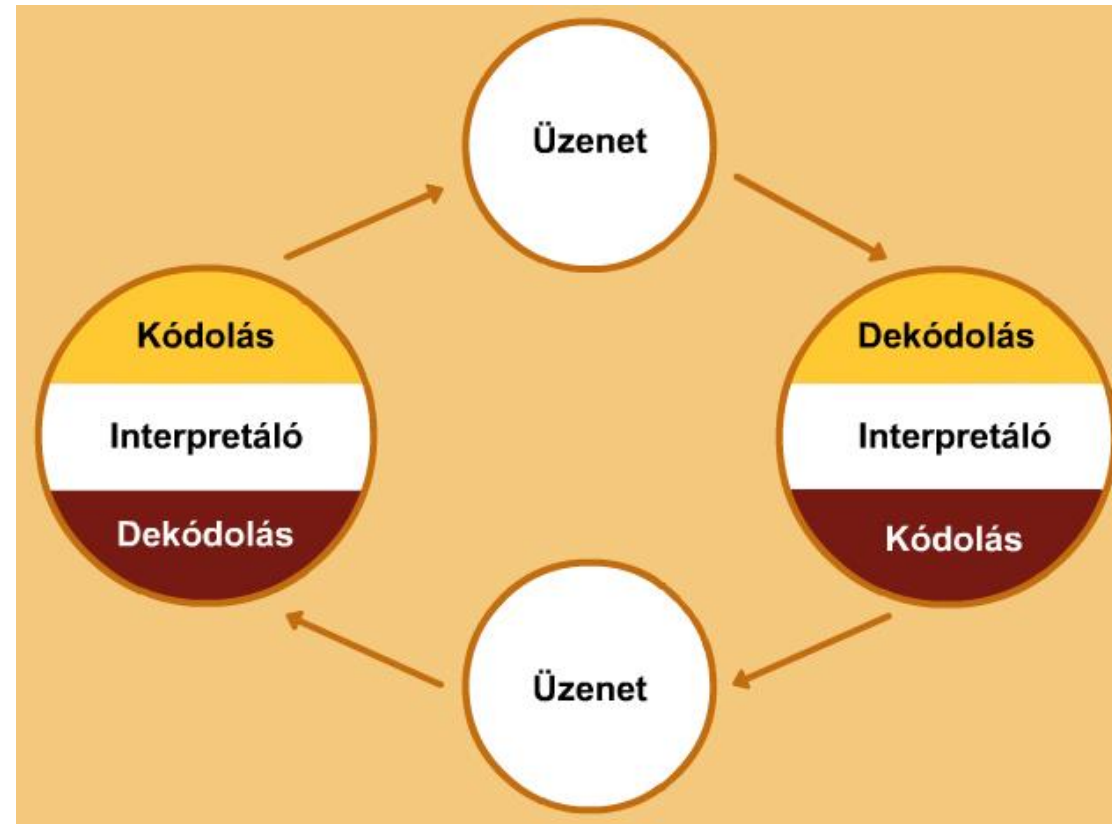 Üzenet
Kódolás
Interpretáló
Dekódolás
Dekódolás
Interpretáló
Kódolás
Üzenet